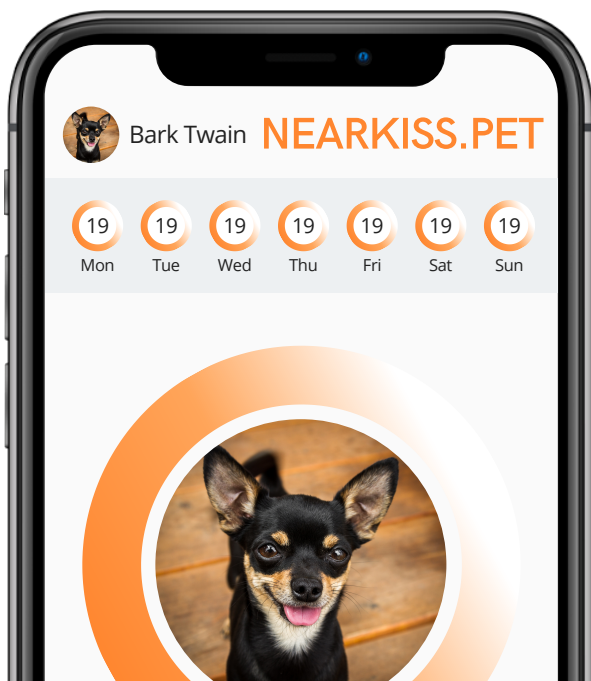 Bark Twain NEARKISS.PET
19 19 19 19 19 19 19
Mon Tue Wed Thu Fri Sat Sun